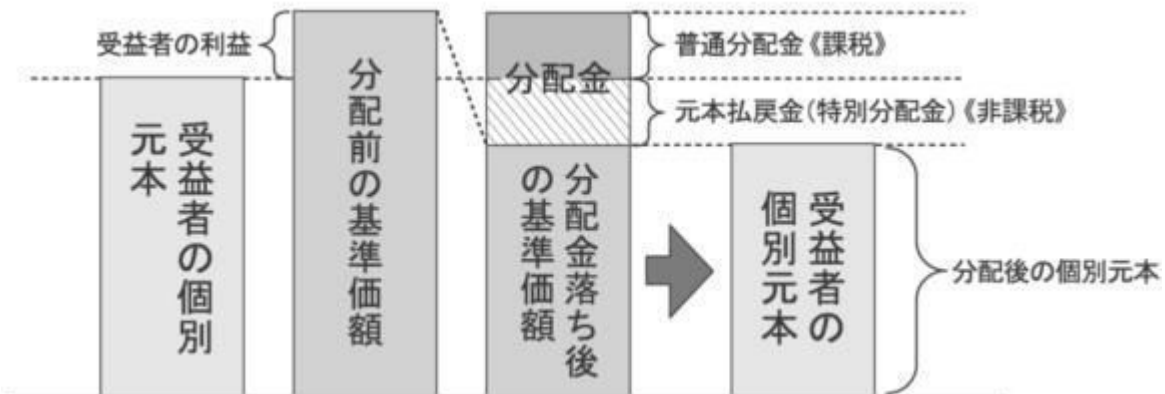 受益者の利益
受益者の個別
元本
分配前の基準価額
分配金
分配金落ち後
の基準価額
普通分配金《課税》
元本払戻金(特別分配金)《非課税》
受益者の
個別元本
分配後の個別元本